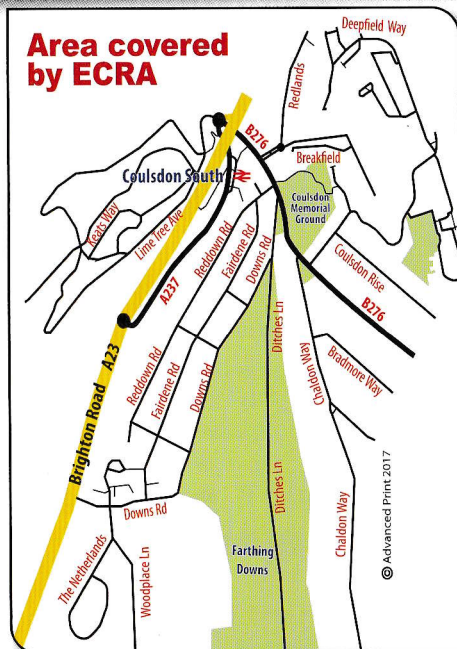 Area covered
by ECRA
Deepfield Way
Redlands
B276
Breakfield
Coulsdon South
Coulsdon
Memorial
Ground
Keats Way
Lime Tree Ave
A237
Reddown Rd
Fairdene Rd
Downs Rd
Ditches Ln
Coulsdon Rise
B276
Chaldon Way
Bradmore Way
Brighton Road A23
Reddown Rd
Fairdene Rd
Downs Rd
Ditches Ln
Chaldon Way
Downs Rd
The Netherlands
Woodplace Ln
Farthing
Downs
© Advanced Print 2017